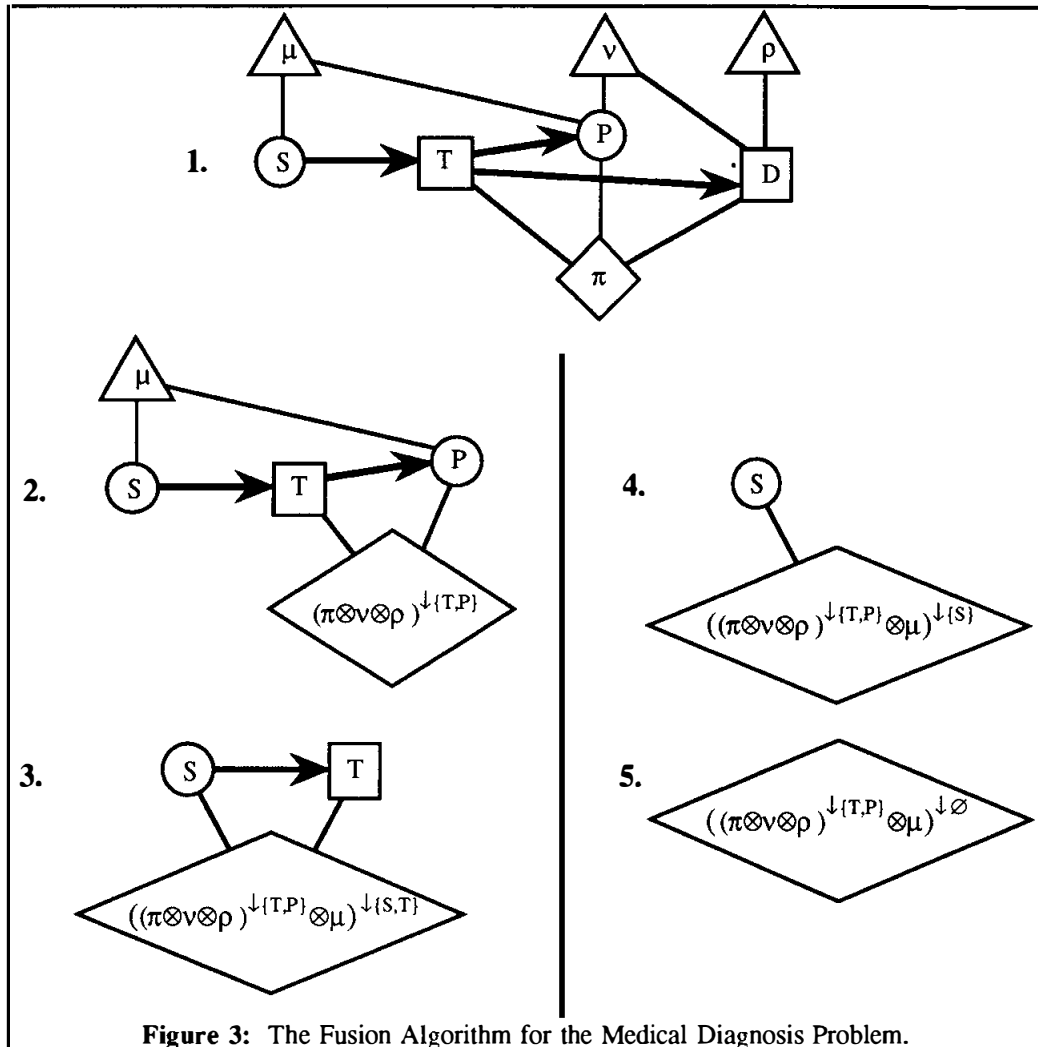 μ
ν
ρ
1.
S
T
P
D
π
2.
μ
S
T
P
(π⊗ν⊗ρ)↓{T,P}
3.
S
T
((π⊗ν⊗ρ)↓{T,P}⊗μ)↓{S,T}
4.
S
((π⊗ν⊗ρ)↓{T,P}⊗μ)↓{S}
5.
((π⊗ν⊗ρ)↓{T,P}⊗μ)↓∅
Figure 3: The Fusion Algorithm for the Medical Diagnosis Problem.